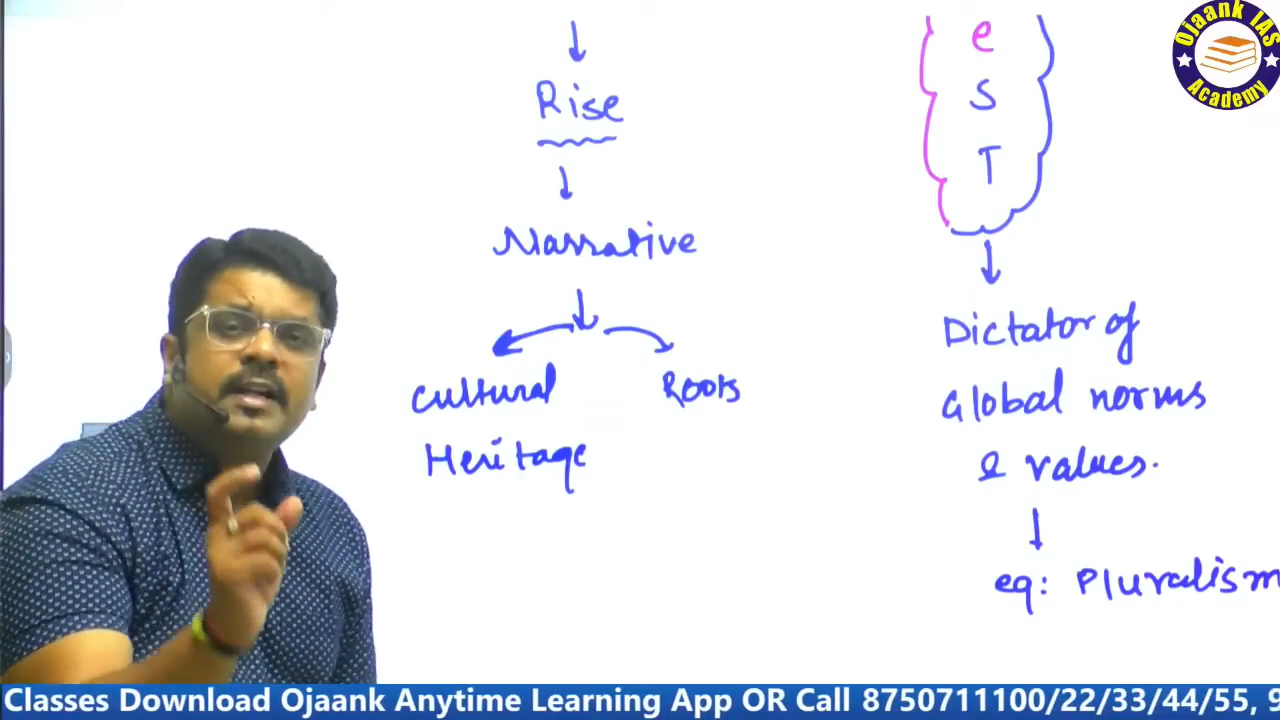 Rise
Narrative
Cultural
Heritage
Roots
e
S
T
Dictator of
Global norms
& values.
eg: Pluralism
Ojaank IAS
Academy
Classes Download Ojaank Anytime Learning App OR Call 8750711100/22/33/44/55, 9